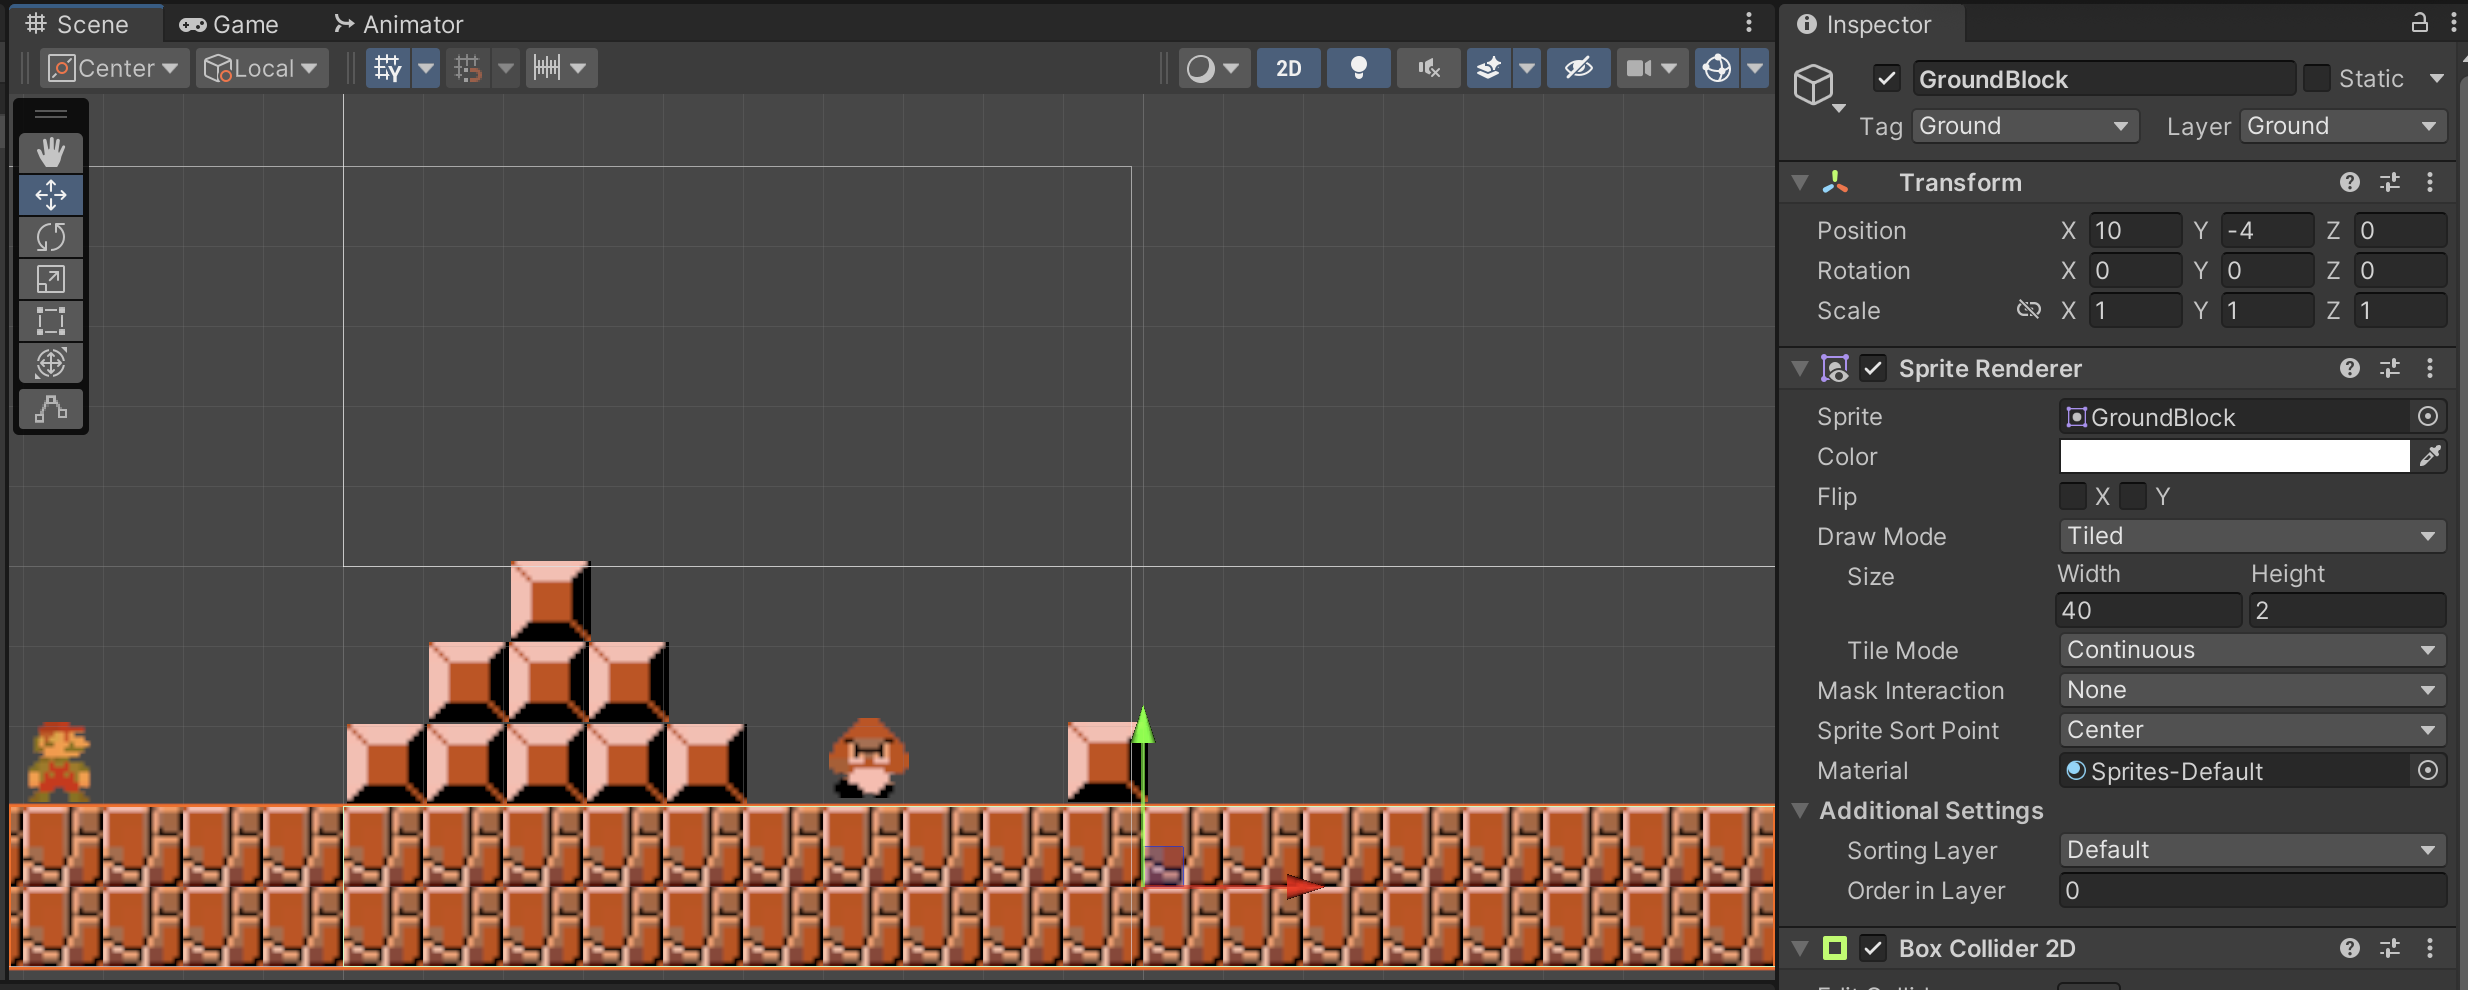 Scene Game Animator
Center Local 2D
Inspector
GroundBlock Static
Tag Ground Layer Ground
Transform
Position X 10 Y -4 Z 0
Rotation X 0 Y 0 Z 0
Scale X 1 Y 1 Z 1
Sprite Renderer
Sprite GroundBlock
Color
Flip X Y
Draw Mode Tiled
Size Width Height
40 2
Tile Mode Continuous
Mask Interaction None
Sprite Sort Point Center
Material Sprites-Default
Additional Settings
Sorting Layer Default
Order in Layer 0
Box Collider 2D